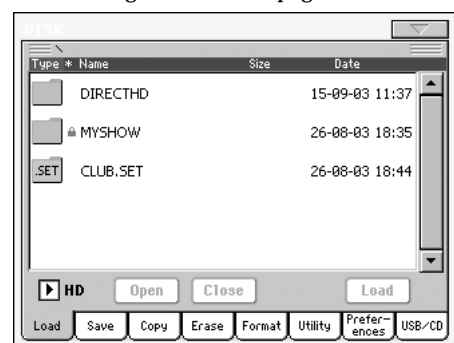 DISK
Type * Name Size Date
DIRECTHD 15-09-03 11:37
MYSHOW 26-08-03 18:35
.SET CLUB.SET 26-08-03 18:44
HD Open Close Load
Load Save Copy Erase Format Utility Prefer-ences USB/CD